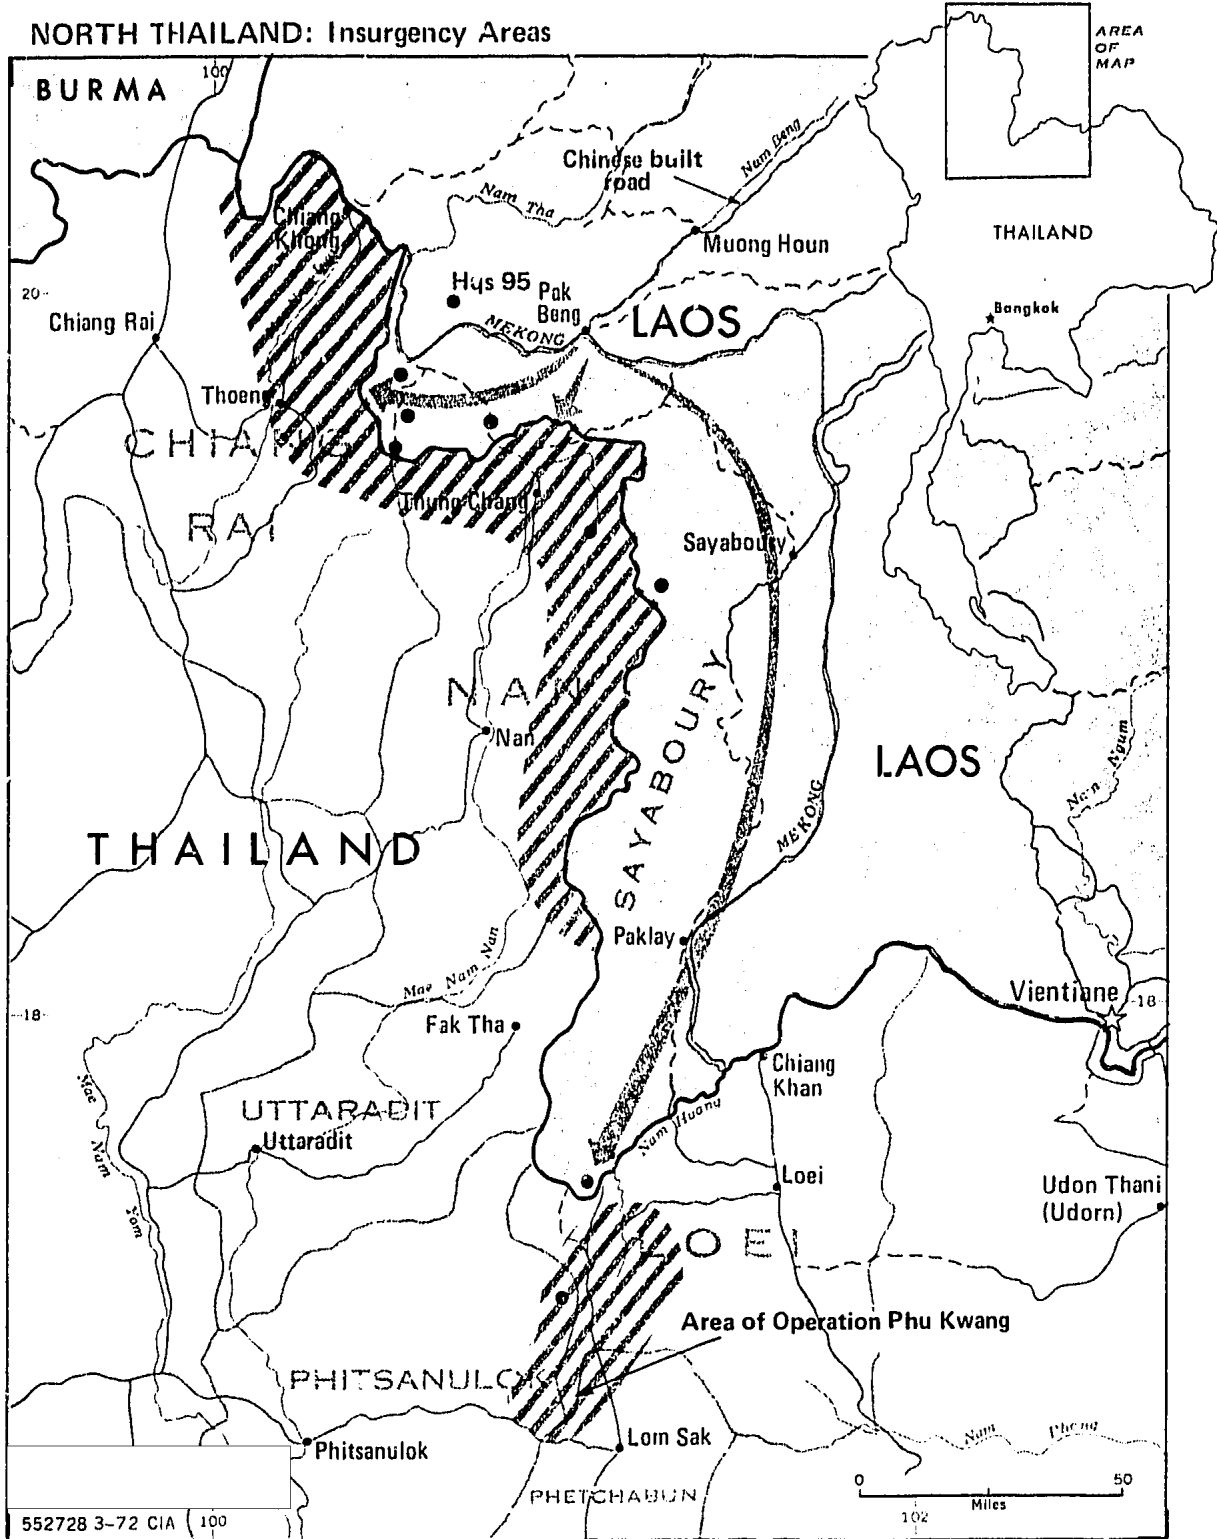 NORTH THAILAND: Insurgency Areas
AREA
OF
MAP
100
BURMA
Nam Beng
Chinese built
road
Nam Tha
Chiang
Khong
Muong Houn
THAILAND
Hqs 95
Pak
Beng
20
LAOS
Bangkok
Chiang Rai
MEKONG
Thoeng
CHIANG
RAI
Thung Chang
Sayaboury
NAN
Nan
SAYABOURY
LAOS
Nam Ngum
MEKONG
THAILAND
Paklay
Mae Nam Nan
Vientiane
18
18
Fak Tha
Chiang
Khan
Mae Nam Yom
UTTARADIT
Uttaradit
Nam Huang
Loei
Udon Thani
(Udorn)
LOEI
Area of Operation Phu Kwang
PHITSANULOK
Phitsanulok
Lom Sak
Nam Phong
PHETCHABUN
0 50
Miles
552728 3-72 CIA
100
102